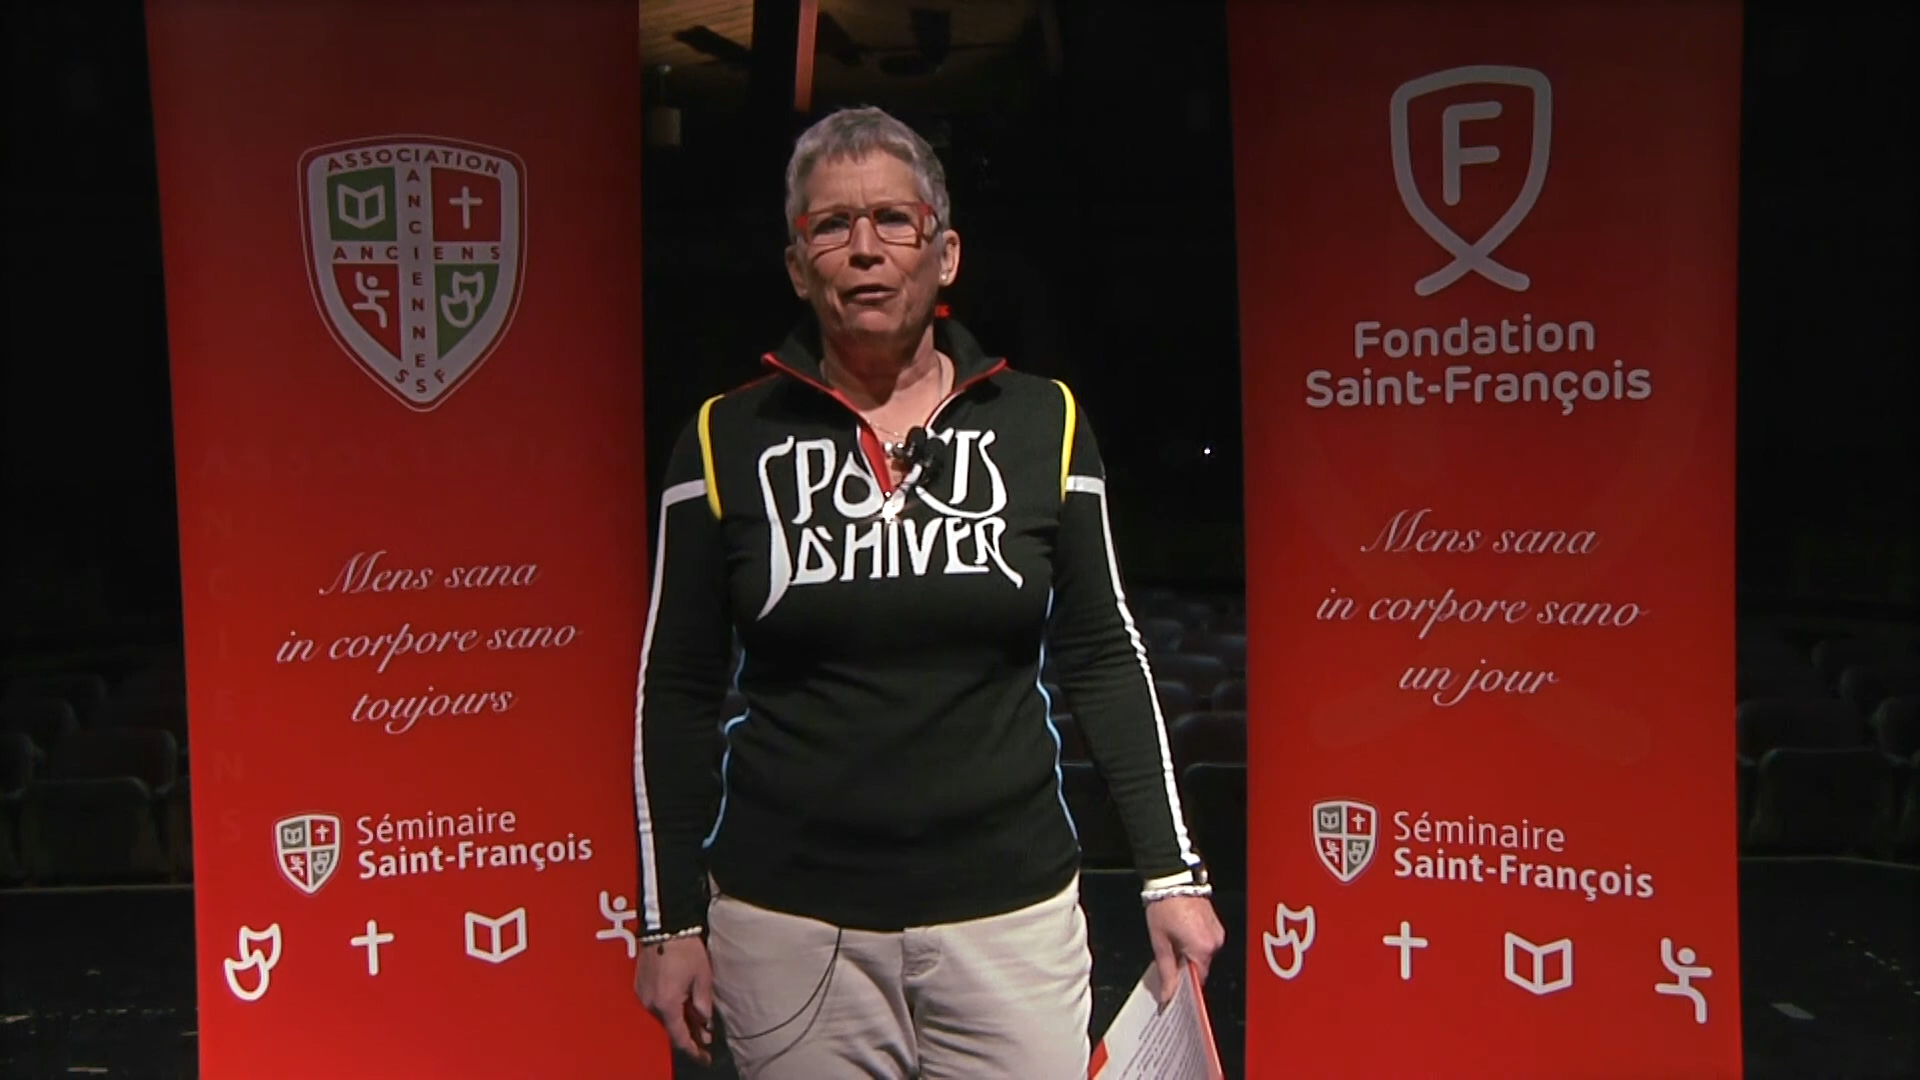 ASSOCIATION
ANCIENNES
ANCIENS
SSF
Mens sana
in corpore sano
toujours
Séminaire
Saint-François
SPORTS
D'HIVER
F
Fondation
Saint-François
Mens sana
in corpore sano
un jour
Séminaire
Saint-François